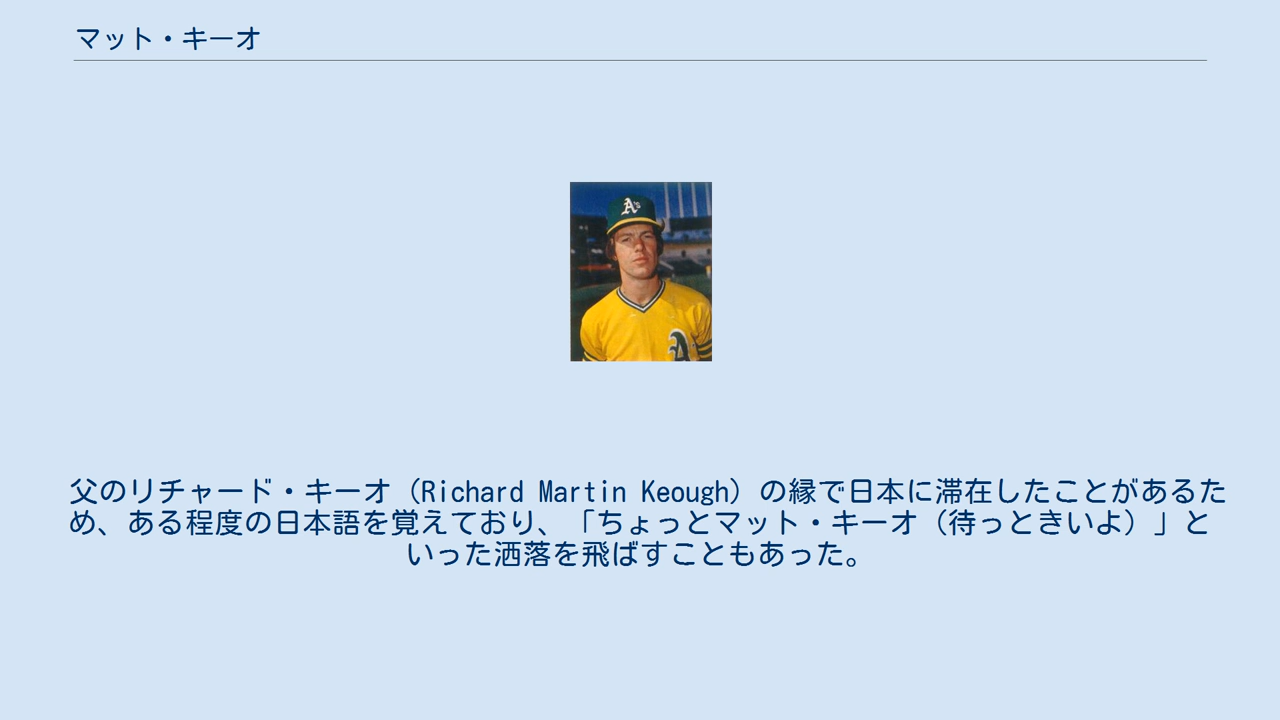 マット・キーオ
A's
A
父のリチャード・キーオ（Richard Martin Keough）の縁で日本に滞在したことがあるた
め、ある程度の日本語を覚えており、「ちょっとマット・キーオ（待っときいよ）」と
いった洒落を飛ばすこともあった。